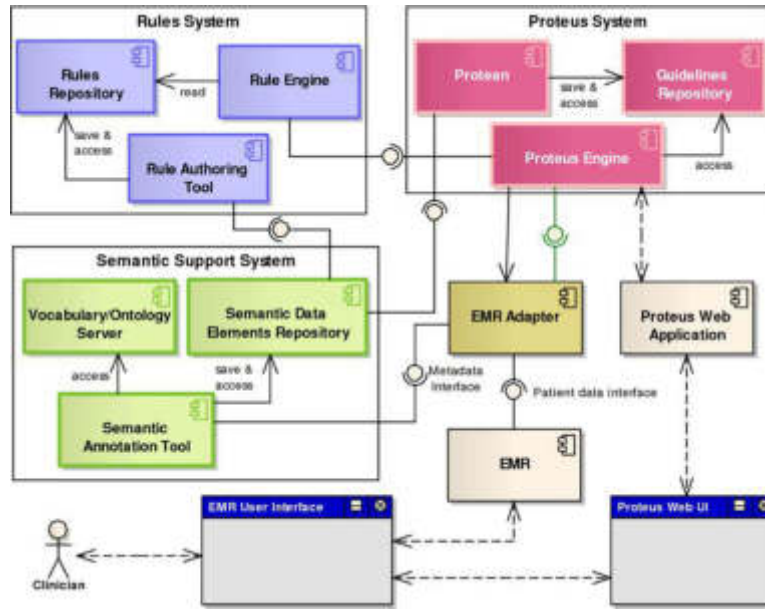 Rules System
Proteus System
Rules
Repository
Rule Engine
read
Protean
save &
access
Guidelines
Repository
save &
access
Rule Authoring
Tool
Proteus Engine
access
Semantic Support System
Vocabulary/Ontology
Server
Semantic Data
Elements Repository
EMR Adapter
Proteus Web
Application
access
save &
access
Metadata
Interface
Patient data interface
Semantic
Annotation Tool
EMR
EMR User Interface
Proteus Web UI
Clinician